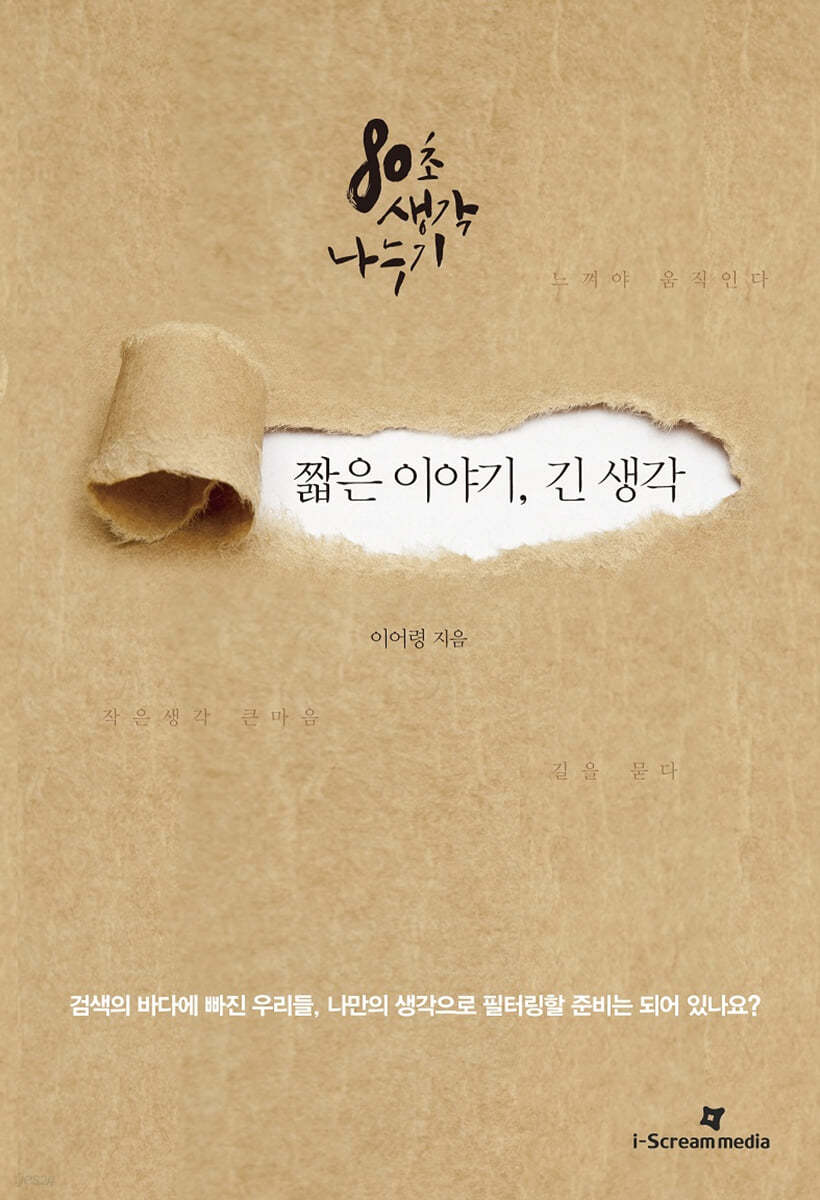 80초
생각
나누기
느껴야 움직인다
짧은 이야기, 긴 생각
이어령 지음
작은생각 큰마음
길을 묻다
검색의 바다에 빠진 우리들, 나만의 생각으로 필터링할 준비는 되어 있나요?
i-Scream media
yes24